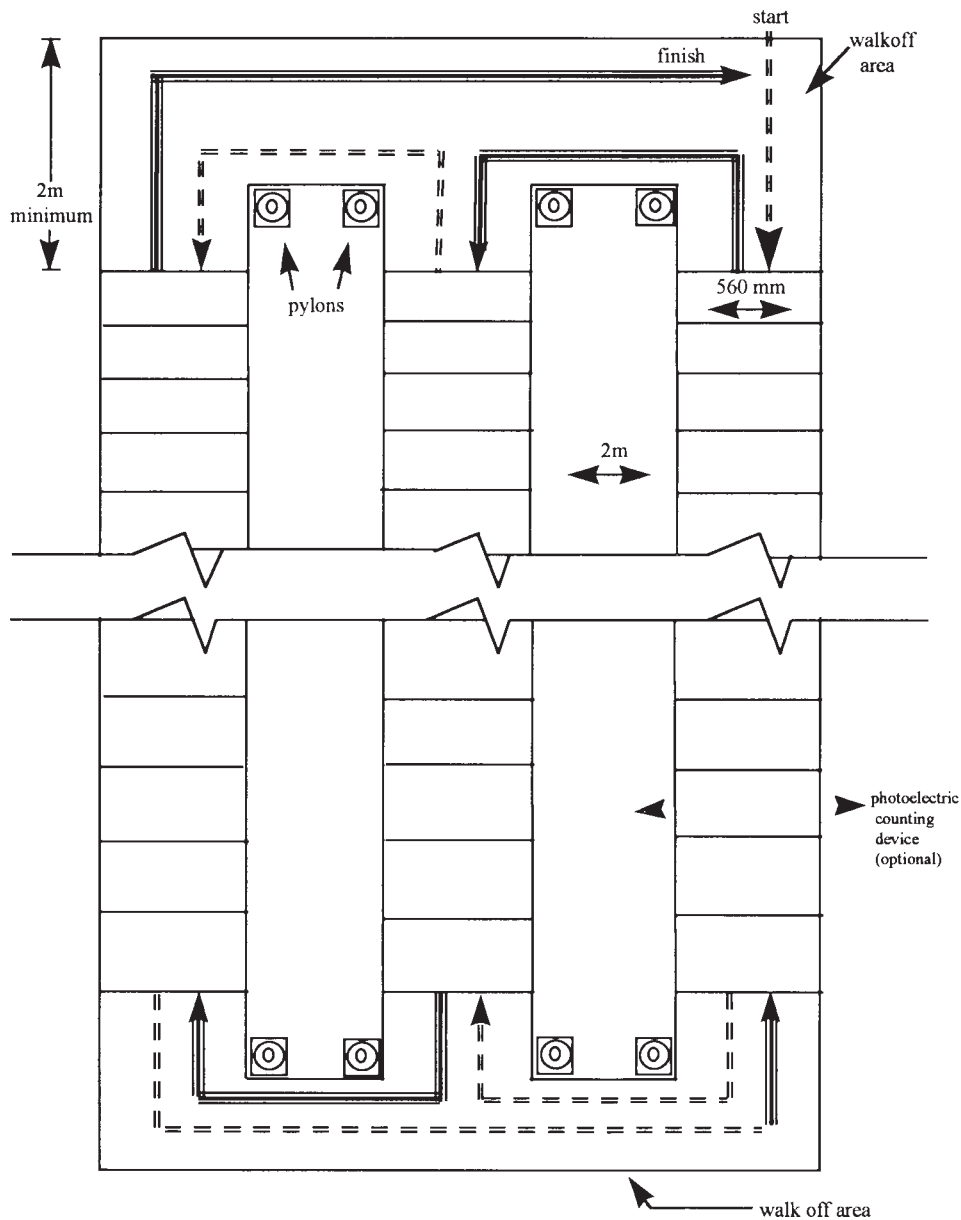 start
walkoff
area
finish
2m
minimum
pylons
560 mm
2m
photoelectric
counting
device
(optional)
walk off area